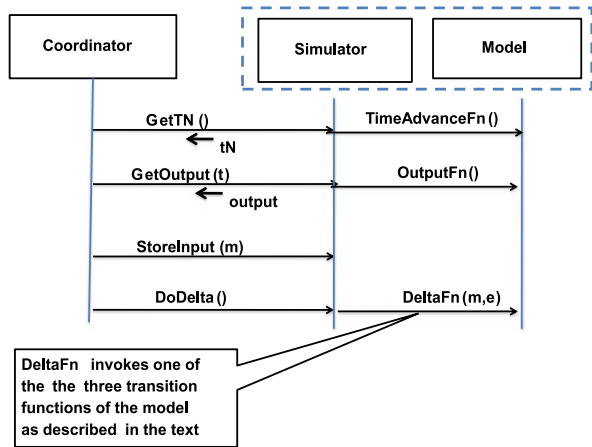 Coordinator
Simulator
Model
GetTN ()
TimeAdvanceFn()
tN
GetOutput (t)
OutputFn()
output
StoreInput (m)
DoDelta ()
DeltaFn (m,e)
DeltaFn invokes one of
the the three transition
functions of the model
as described in the text